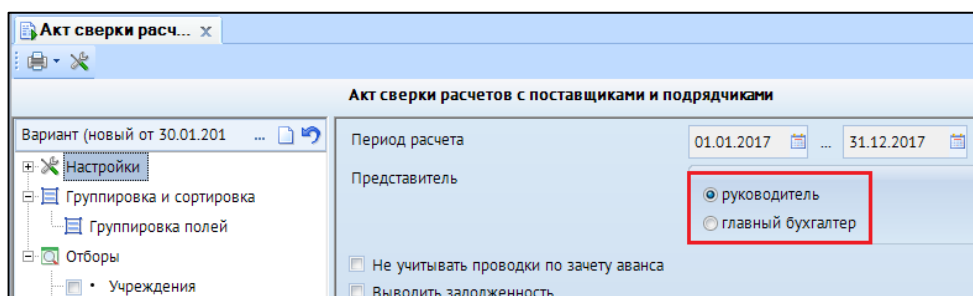 Акт сверки расч... x
Акт сверки расчетов с поставщиками и подрядчиками
Вариант (новый от 30.01.201 ...
Настройки
Группировка и сортировка
Группировка полей
Отборы
• Учреждения
Период расчета 01.01.2017 ... 31.12.2017
Представитель
руководитель
главный бухгалтер
Не учитывать проводки по зачету аванса
Выводить задолженность